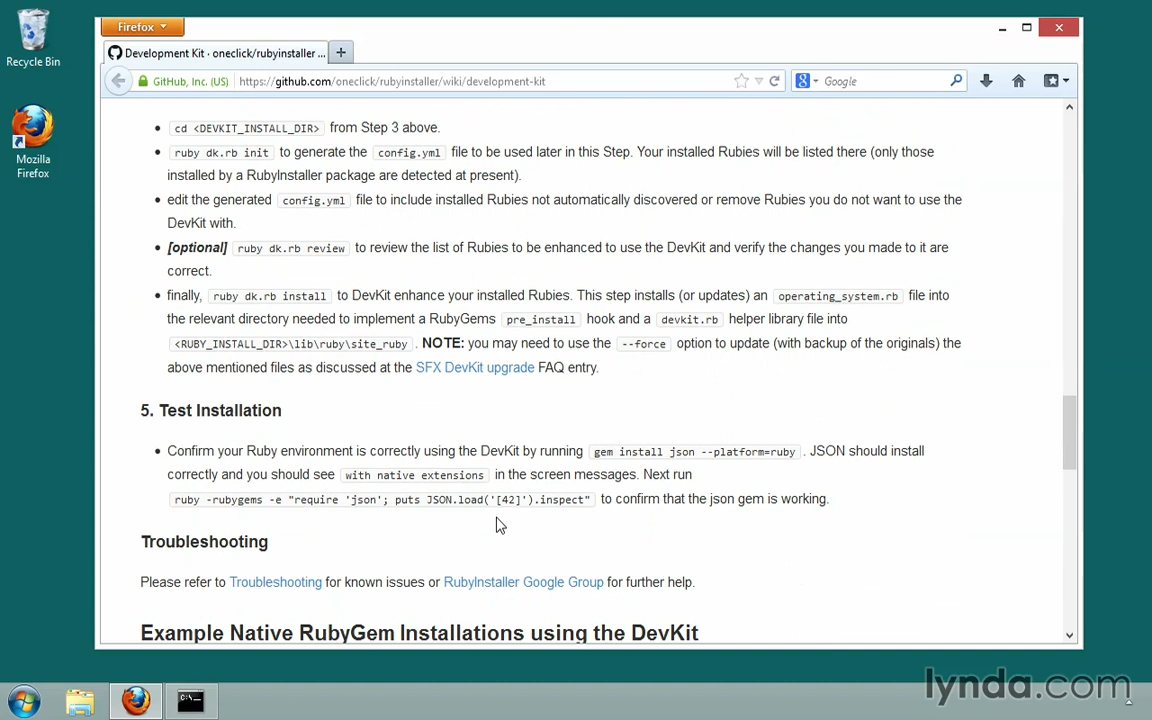 Recycle Bin
Mozilla
Firefox
Firefox
Development Kit · oneclick/rubyinstaller ...
GitHub, Inc. (US)
https://github.com/oneclick/rubyinstaller/wiki/development-kit
Google
cd <DEVKIT_INSTALL_DIR> from Step 3 above.
ruby dk.rb init to generate the config.yml file to be used later in this Step. Your installed Rubies will be listed there (only those
installed by a RubyInstaller package are detected at present).
edit the generated config.yml file to include installed Rubies not automatically discovered or remove Rubies you do not want to use the
DevKit with.
[optional] ruby dk.rb review to review the list of Rubies to be enhanced to use the DevKit and verify the changes you made to it are
correct.
finally, ruby dk.rb install to DevKit enhance your installed Rubies. This step installs (or updates) an operating_system.rb file into
the relevant directory needed to implement a RubyGems pre_install hook and a devkit.rb helper library file into
<RUBY_INSTALL_DIR>\lib\ruby\site_ruby . NOTE: you may need to use the --force option to update (with backup of the originals) the
above mentioned files as discussed at the SFX DevKit upgrade FAQ entry.
5. Test Installation
Confirm your Ruby environment is correctly using the DevKit by running gem install json --platform=ruby . JSON should install
correctly and you should see with native extensions in the screen messages. Next run
ruby -rubygems -e "require 'json'; puts JSON.load('[42]').inspect" to confirm that the json gem is working.
Troubleshooting
Please refer to Troubleshooting for known issues or RubyInstaller Google Group for further help.
Example Native RubyGem Installations using the DevKit
lynda.com